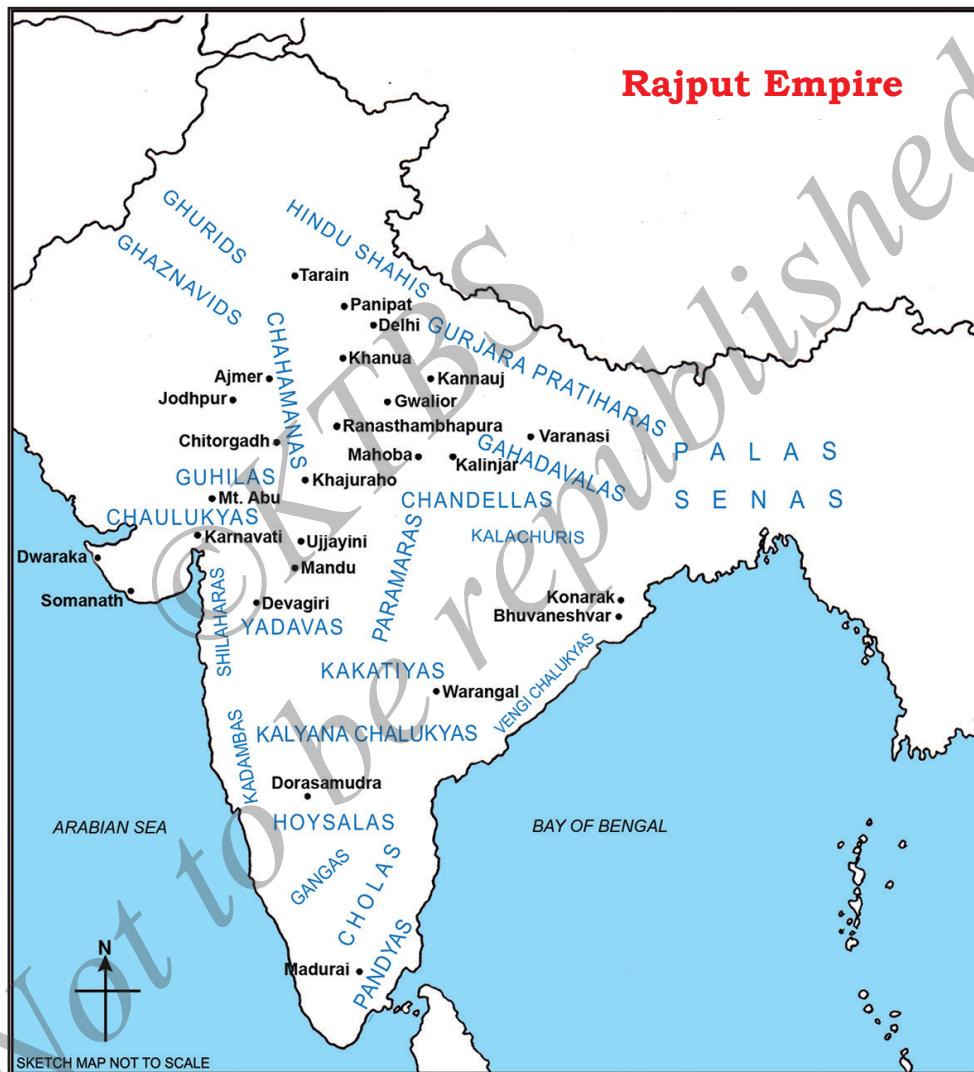 Rajput Empire
GHURIDS
HINDU SHAHIS
GHAZNAVIDS
Tarain
Panipat
Delhi
CHAHAMANAS
GURJARA PRATIHARAS
Khanua
Ajmer
Kannauj
Jodhpur
Gwalior
Ranasthambhapura
Chitorgadh
Varanasi
Mahoba
Kalinjar
GAHADAVALAS
PALAS
GUHILAS
Khajuraho
Mt. Abu
CHANDELLAS
SENAS
CHAULUKYAS
Karnavati
Ujjayini
KALACHURIS
Dwaraka
Mandu
PARAMARAS
Somanath
SHILAHARAS
Devagiri
YADAVAS
Konarak
Bhuvaneshvar
KAKATIYAS
Warangal
VENGI CHALUKYAS
KADAMBAS
KALYANA CHALUKYAS
Dorasamudra
HOYSALAS
ARABIAN SEA
BAY OF BENGAL
GANGAS
CHOLAS
PANDYAS
Madurai
N
SKETCH MAP NOT TO SCALE
©KTBS
Not to be republished